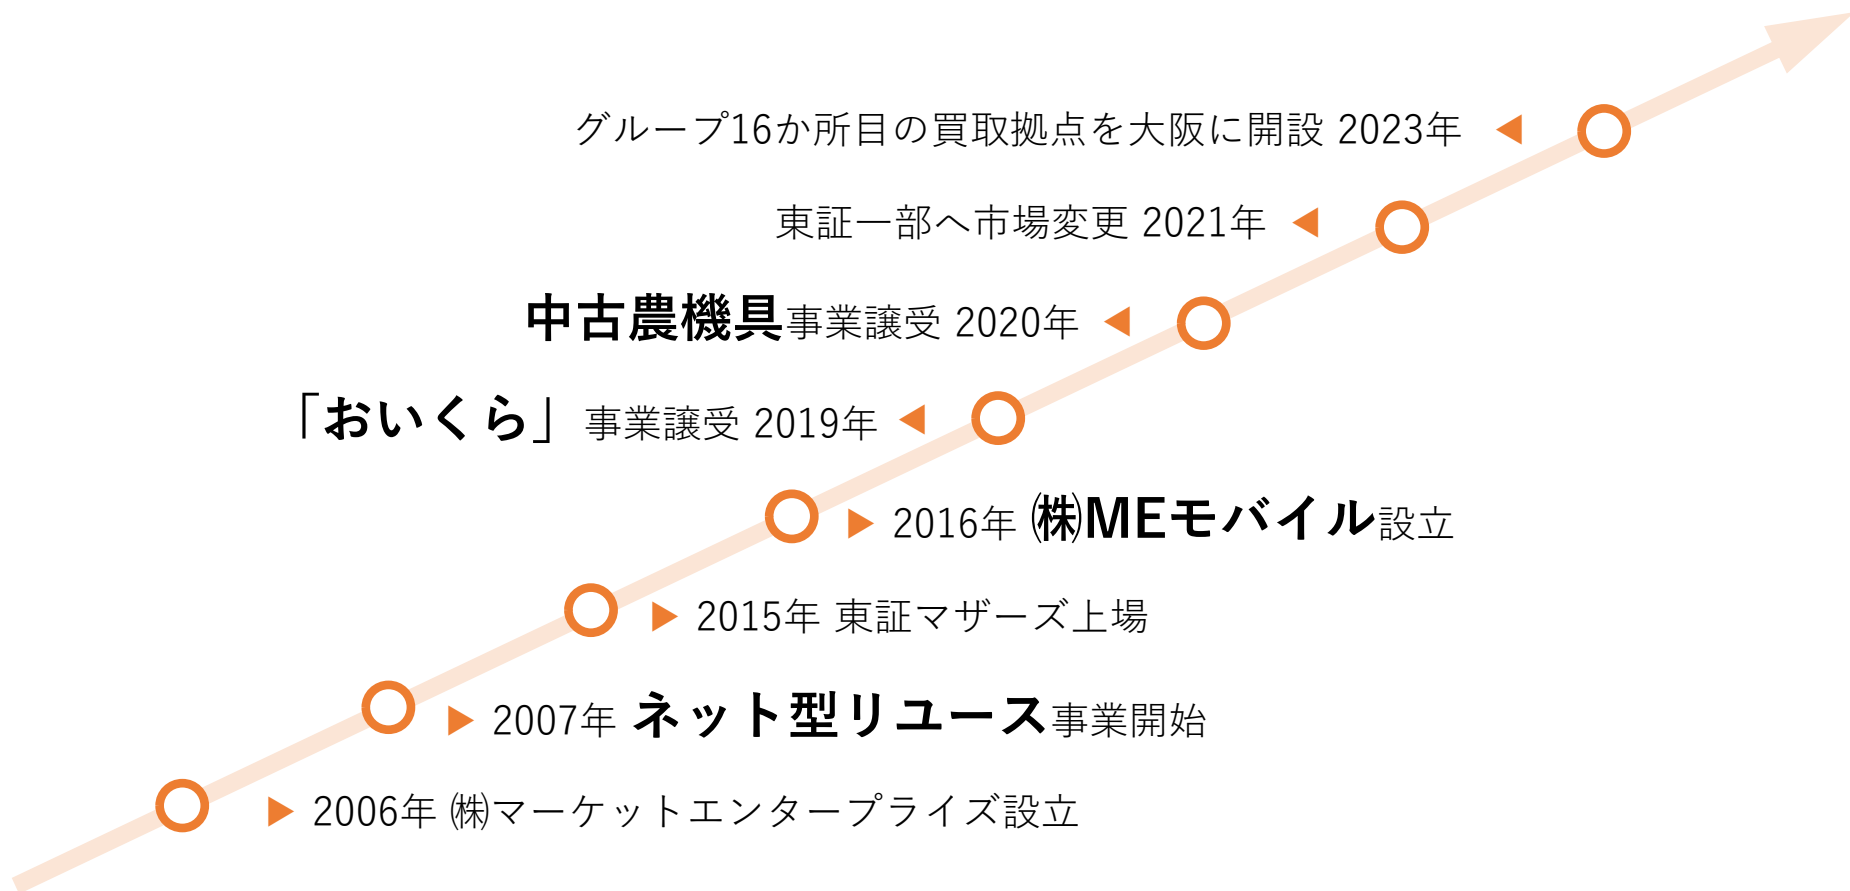 グループ16か所目の買取拠点を大阪に開設 2023年
東証一部へ市場変更 2021年
中古農機具事業譲受 2020年
「おいくら」事業譲受 2019年
2016年 ㈱MEモバイル設立
2015年 東証マザーズ上場
2007年 ネット型リユース事業開始
2006年 ㈱マーケットエンタープライズ設立